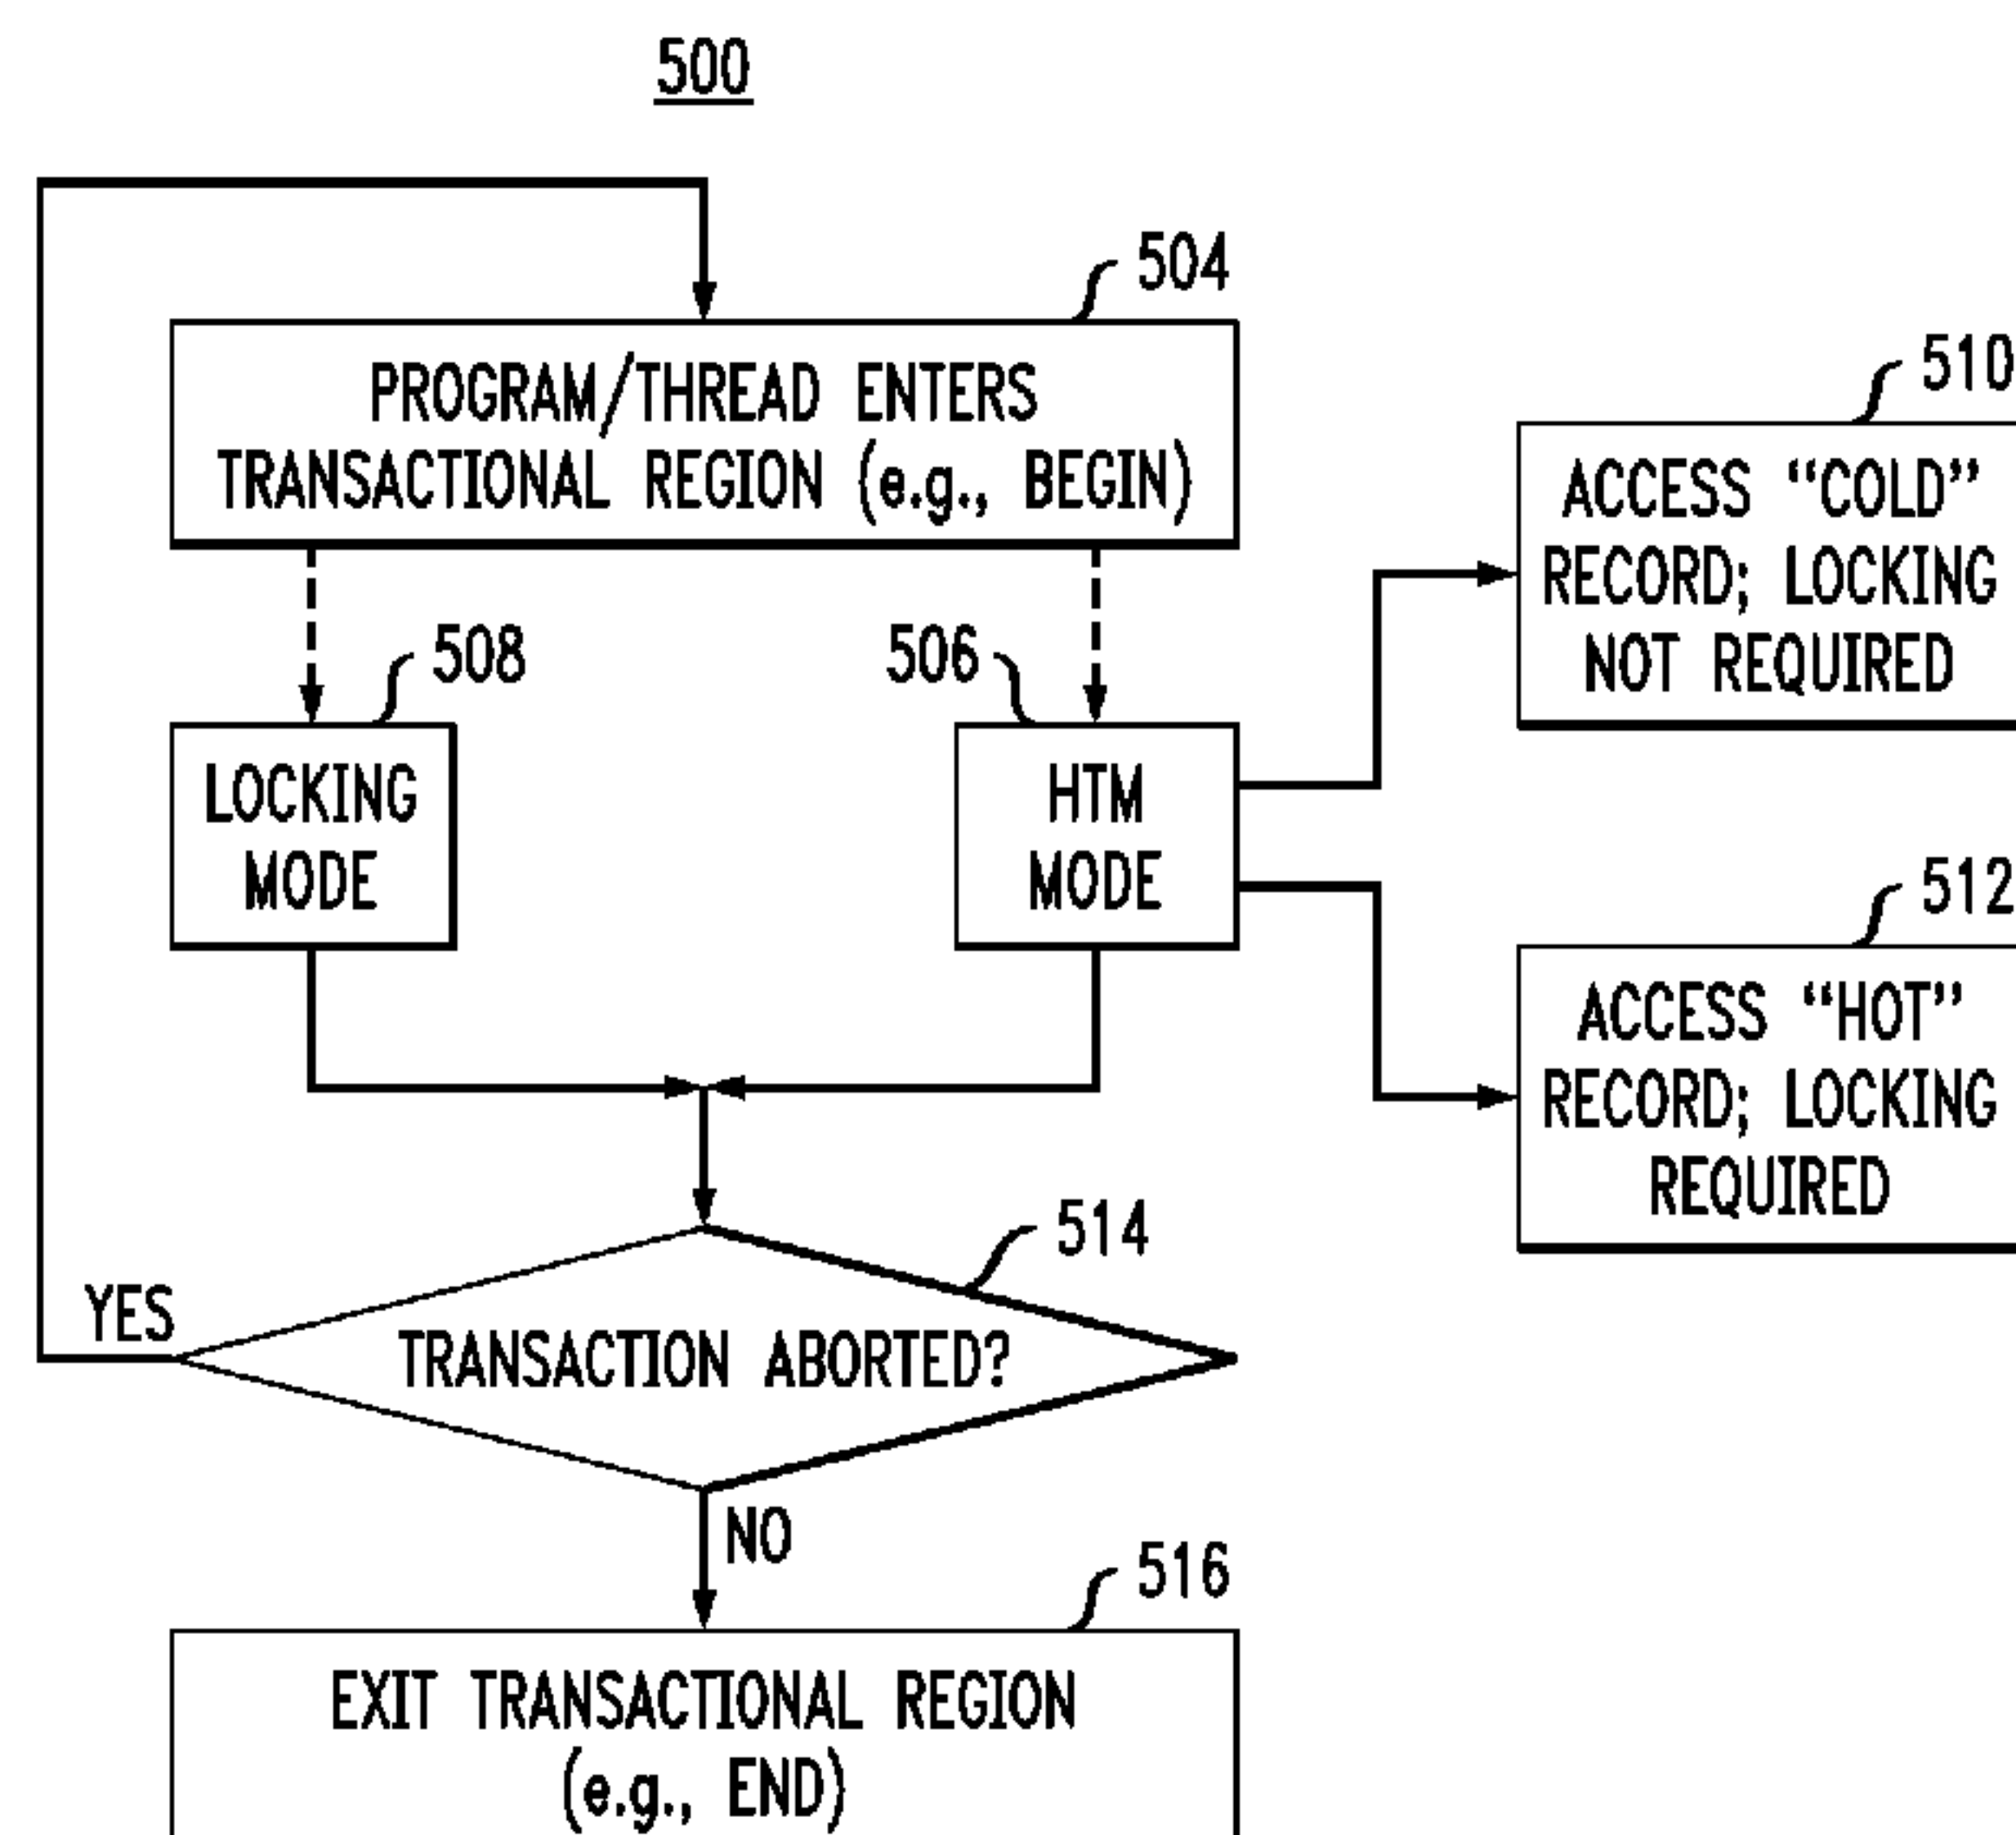 500
504
PROGRAM/THREAD ENTERS
TRANSACTIONAL REGION (e.g., BEGIN)
510
ACCESS “COLD”
RECORD; LOCKING
NOT REQUIRED
508
506
LOCKING
MODE
HTM
MODE
512
ACCESS “HOT”
RECORD; LOCKING
REQUIRED
514
YES
TRANSACTION ABORTED?
NO
516
EXIT TRANSACTIONAL REGION
(e.g., END)